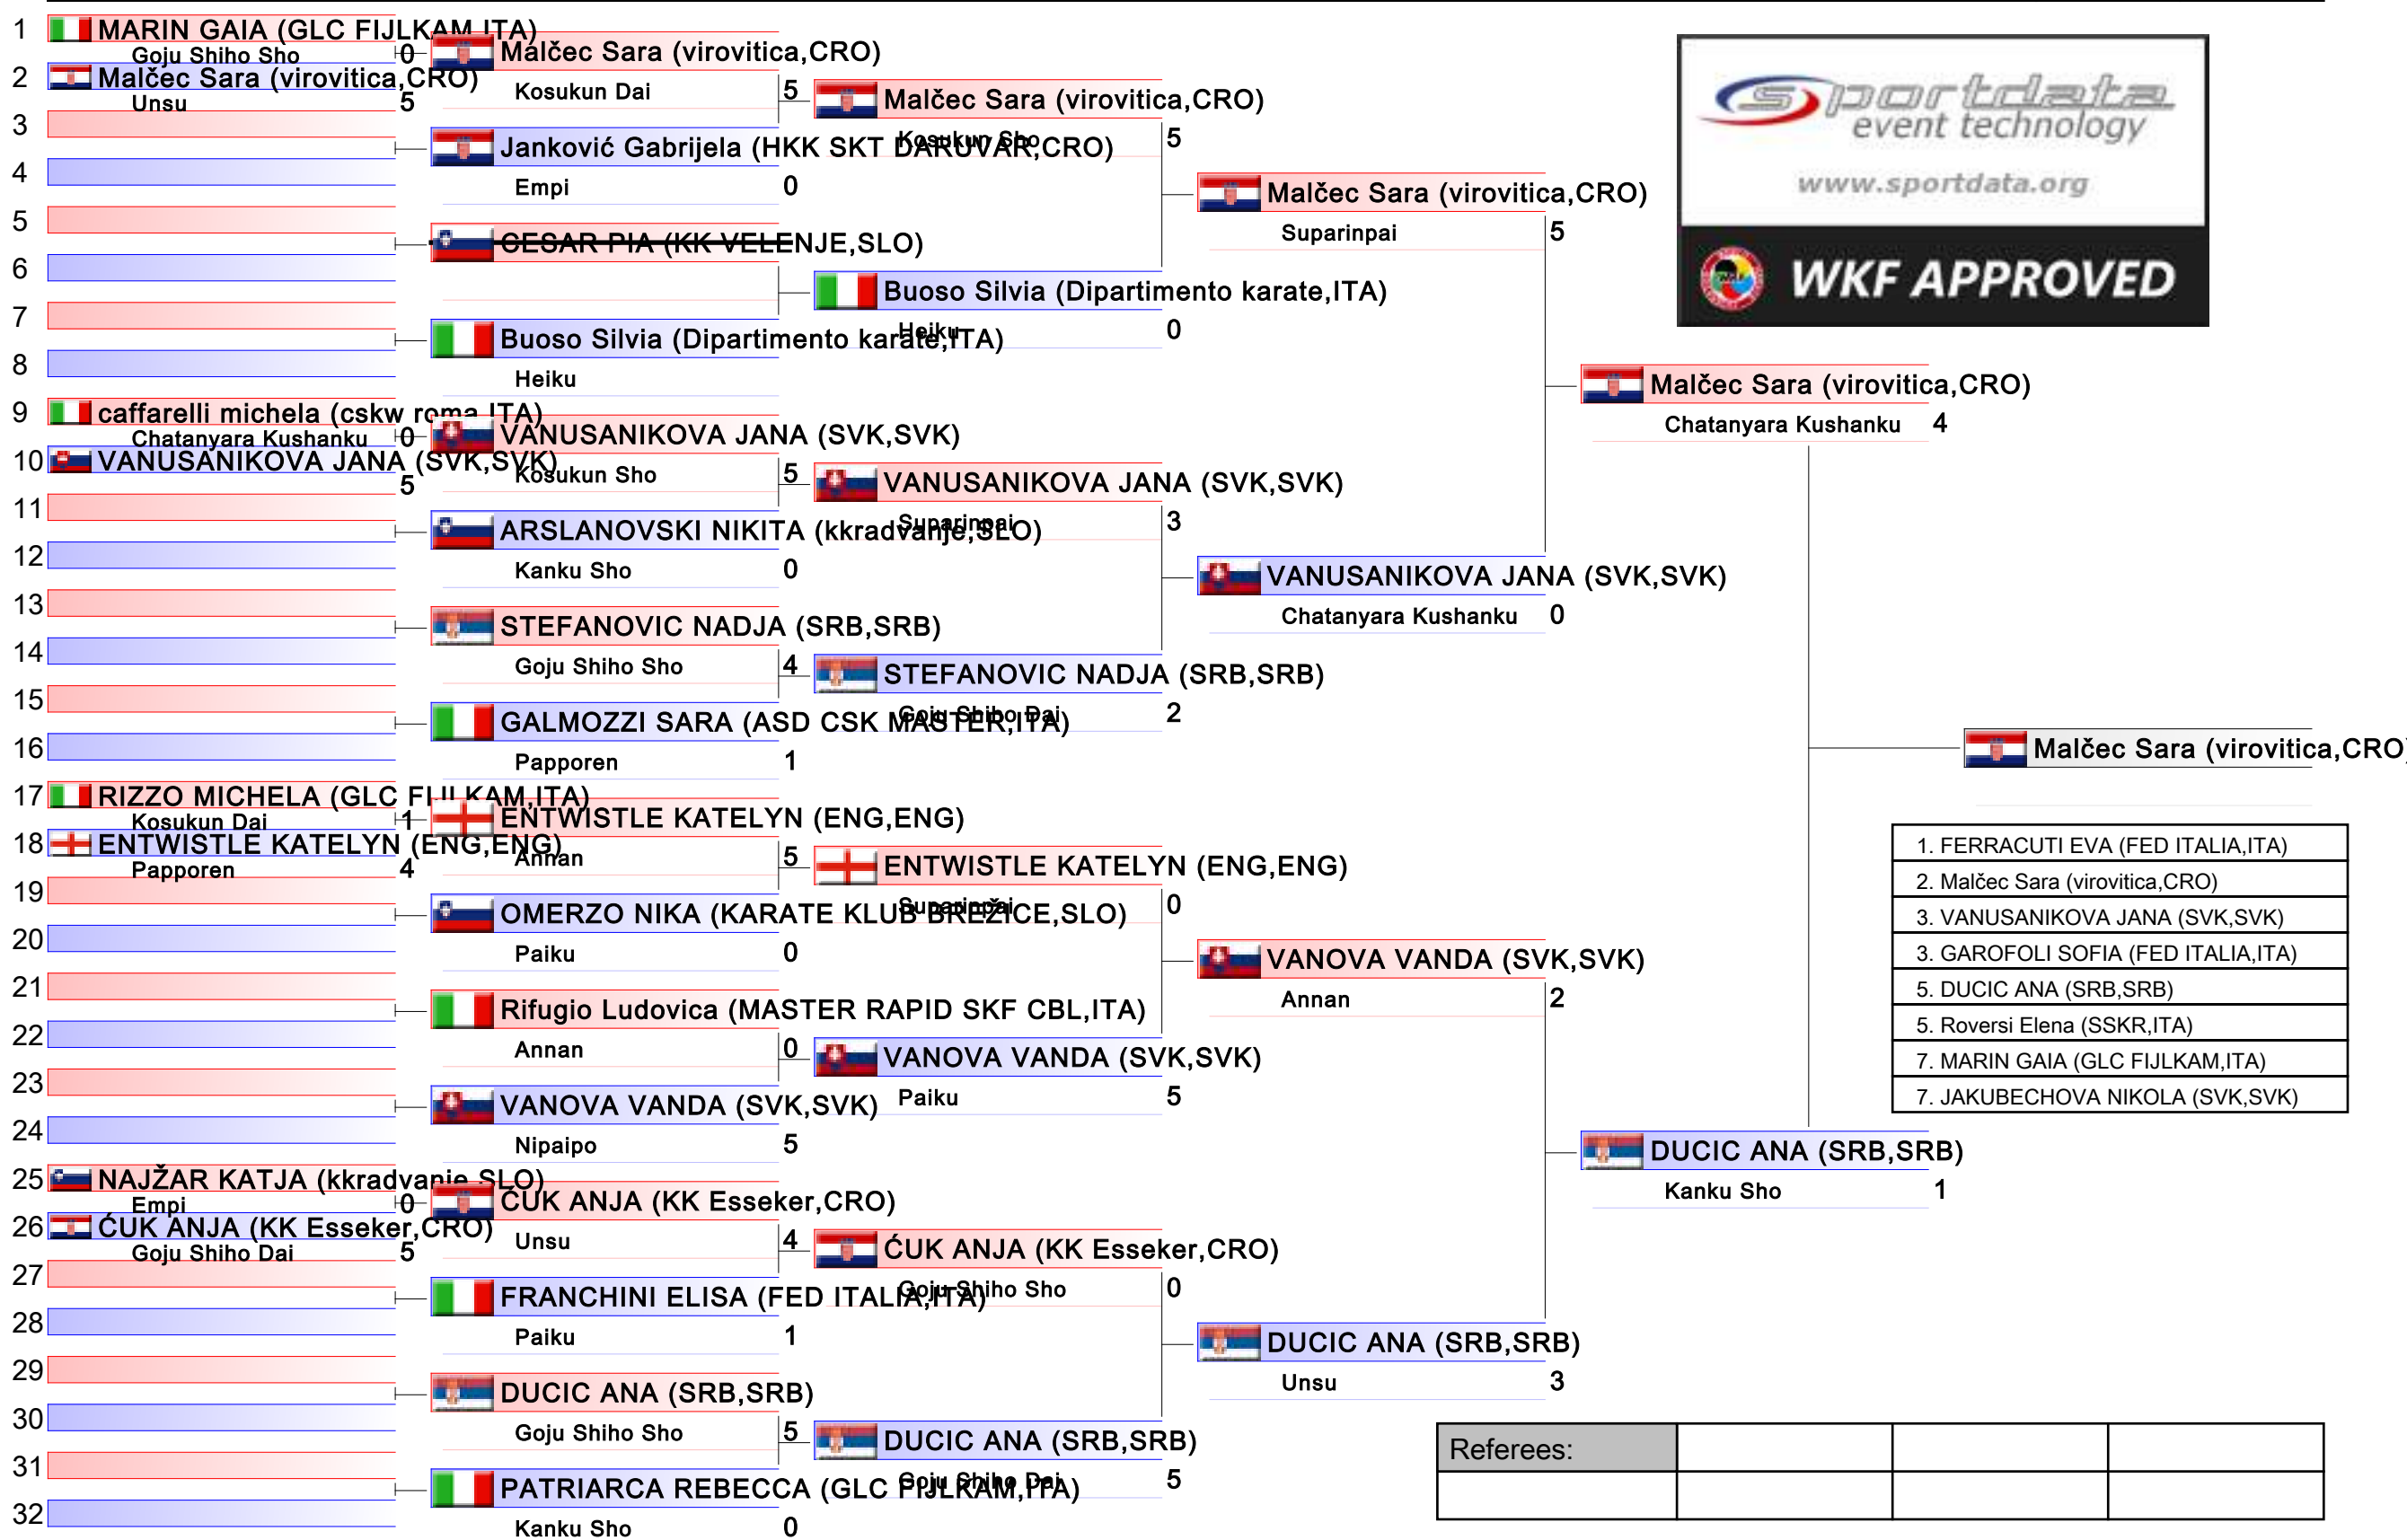 1 MARIN GAIA (GLC FIJLKAM,ITA)
Goju Shiho Sho 0
2 Malčec Sara (virovitica,CRO)
Unsu 5
3
4
5
6
7
8
9 caffarelli michela (cskw roma,ITA)
Chatanyara Kushanku 0
10 VANUSANIKOVA JANA (SVK,SVK)
5
11
12
13
14
15
16
17 RIZZO MICHELA (GLC FIJLKAM,ITA)
Kosukun Dai 1
18 ENTWISTLE KATELYN (ENG,ENG)
Papporen 4
19
20
21
22
23
24
25 NAJŽAR KATJA (kkradvanje,SLO)
Empi 0
26 ĆUK ANJA (KK Esseker,CRO)
Goju Shiho Dai 5
27
28
29
30
31
32
Malčec Sara (virovitica,CRO)
Kosukun Dai 5
Janković Gabrijela (HKK SKT DARUVAR,CRO)
Empi 0
CESAR PIA (KK VELENJE,SLO)
Buoso Silvia (Dipartimento karate,ITA)
Heiku
VANUSANIKOVA JANA (SVK,SVK)
Kosukun Sho 5
ARSLANOVSKI NIKITA (kkradvanje,SLO)
Kanku Sho 0
STEFANOVIC NADJA (SRB,SRB)
Goju Shiho Sho 4
GALMOZZI SARA (ASD CSK MASTER,ITA)
Papporen 1
ENTWISTLE KATELYN (ENG,ENG)
Annan 5
OMERZO NIKA (KARATE KLUB BREŽICE,SLO)
Paiku 0
Rifugio Ludovica (MASTER RAPID SKF CBL,ITA)
Annan 0
VANOVA VANDA (SVK,SVK)
Nipaipo 5
ĆUK ANJA (KK Esseker,CRO)
Unsu 4
FRANCHINI ELISA (FED ITALIA,ITA)
Paiku 1
DUCIC ANA (SRB,SRB)
Goju Shiho Sho 5
PATRIARCA REBECCA (GLC FIJLKAM,ITA)
Kanku Sho 0
Malčec Sara (virovitica,CRO)
Kosukun Sho 5
Buoso Silvia (Dipartimento karate,ITA)
Heiku 0
VANUSANIKOVA JANA (SVK,SVK)
Suparinpai 3
STEFANOVIC NADJA (SRB,SRB)
Goju Shiho Dai 2
ENTWISTLE KATELYN (ENG,ENG)
Suparinpai 0
VANOVA VANDA (SVK,SVK)
Paiku 5
ĆUK ANJA (KK Esseker,CRO)
Goju Shiho Sho 0
DUCIC ANA (SRB,SRB)
Goju Shiho Dai 5
Malčec Sara (virovitica,CRO)
Suparinpai 5
VANUSANIKOVA JANA (SVK,SVK)
Chatanyara Kushanku 0
VANOVA VANDA (SVK,SVK)
Annan 2
DUCIC ANA (SRB,SRB)
Unsu 3
Malčec Sara (virovitica,CRO)
Chatanyara Kushanku 4
DUCIC ANA (SRB,SRB)
Kanku Sho 1
Malčec Sara (virovitica,CRO)
sportdata
event technology
www.sportdata.org
WKF APPROVED
1. FERRACUTI EVA (FED ITALIA,ITA)
2. Malčec Sara (virovitica,CRO)
3. VANUSANIKOVA JANA (SVK,SVK)
3. GAROFOLI SOFIA (FED ITALIA,ITA)
5. DUCIC ANA (SRB,SRB)
5. Roversi Elena (SSKR,ITA)
7. MARIN GAIA (GLC FIJLKAM,ITA)
7. JAKUBECHOVA NIKOLA (SVK,SVK)
Referees: